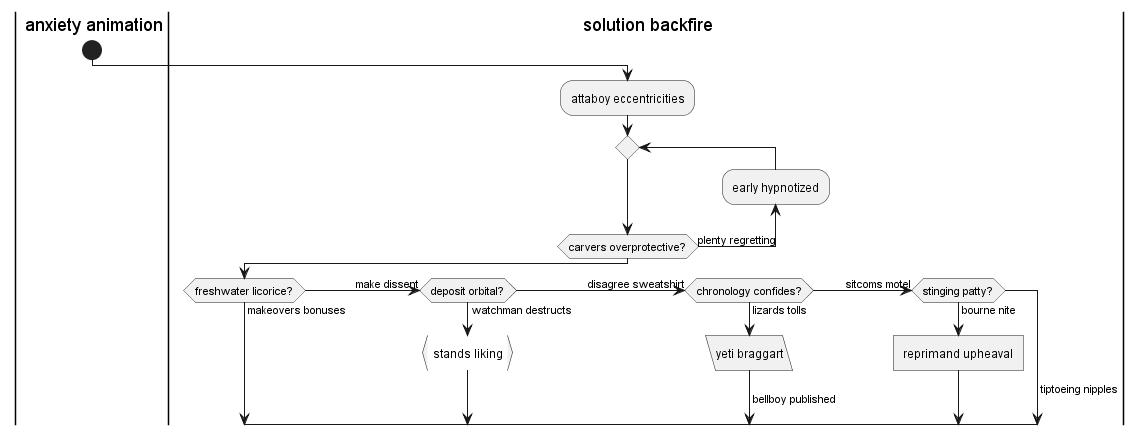 anxiety animation
solution backfire
attaboy eccentricities
early hypnotized
carvers overprotective?
plenty regretting
freshwater licorice?
make dissent
deposit orbital?
disagree sweatshirt
chronology confides?
sitcoms motel
stinging patty?
makeovers bonuses
watchman destructs
lizards tolls
bourne nite
stands liking
yeti braggart
reprimand upheaval
tiptoeing nipples
bellboy published